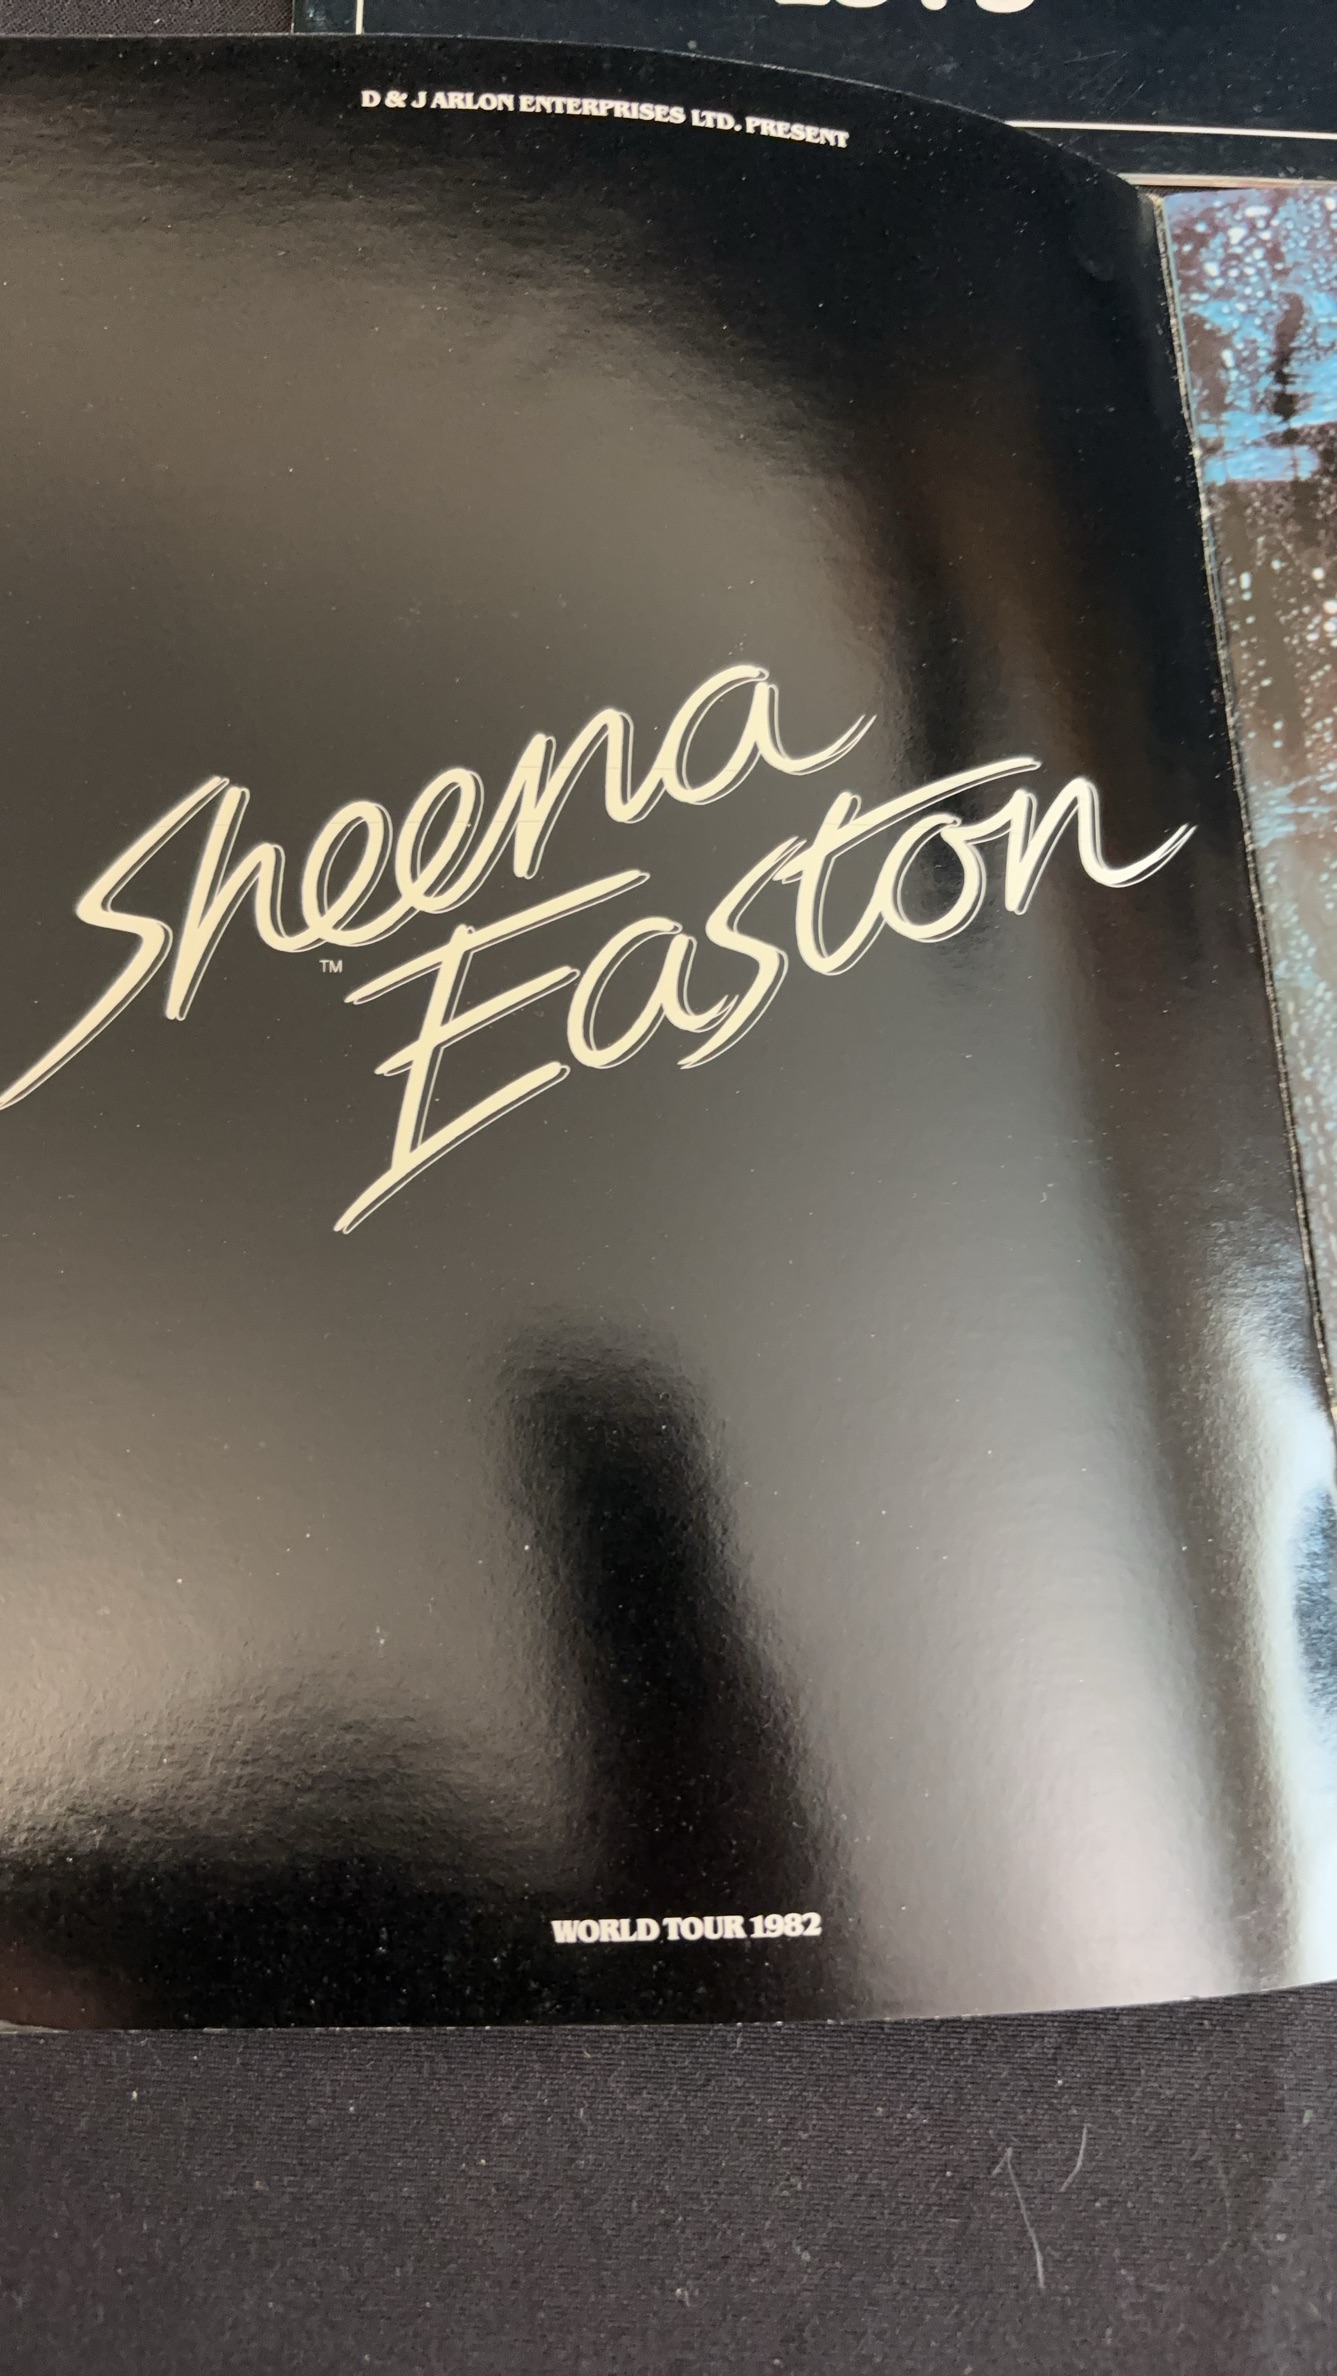 D & J ARLON ENTERPRISES LTD. PRESENT
Sheena
Easton
TM
WORLD TOUR 1982